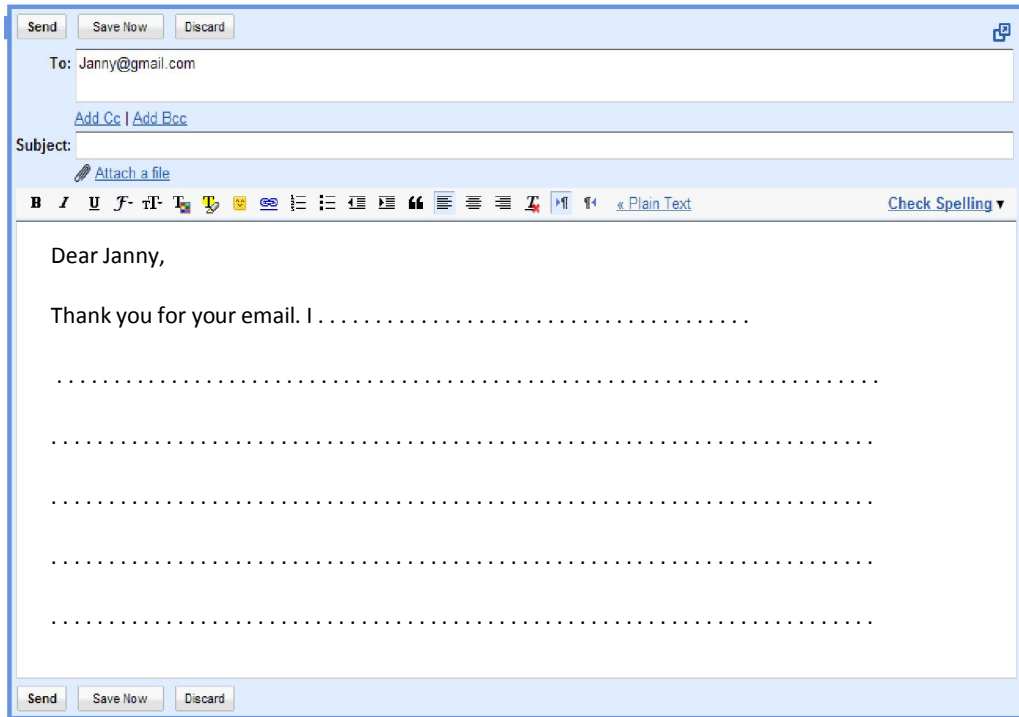 Send Save Now Discard
To: Janny@gmail.com
Add Cc | Add Bcc
Subject:
Attach a file
B I U F- TT- T T « Plain Text Check Spelling ▼
Dear Janny,
Thank you for your email. I . . . . . . . . . . . . . . . . . . . . . . . . . . . . . . . . . . . . . .
. . . . . . . . . . . . . . . . . . . . . . . . . . . . . . . . . . . . . . . . . . . . . . . . . . . . . . . . . . . . . . . . . . . . . . . .
. . . . . . . . . . . . . . . . . . . . . . . . . . . . . . . . . . . . . . . . . . . . . . . . . . . . . . . . . . . . . . . . . . . . . . . .
. . . . . . . . . . . . . . . . . . . . . . . . . . . . . . . . . . . . . . . . . . . . . . . . . . . . . . . . . . . . . . . . . . . . . . . .
. . . . . . . . . . . . . . . . . . . . . . . . . . . . . . . . . . . . . . . . . . . . . . . . . . . . . . . . . . . . . . . . . . . . . . . .
. . . . . . . . . . . . . . . . . . . . . . . . . . . . . . . . . . . . . . . . . . . . . . . . . . . . . . . . . . . . . . . . . . . . . . . .
Send Save Now Discard